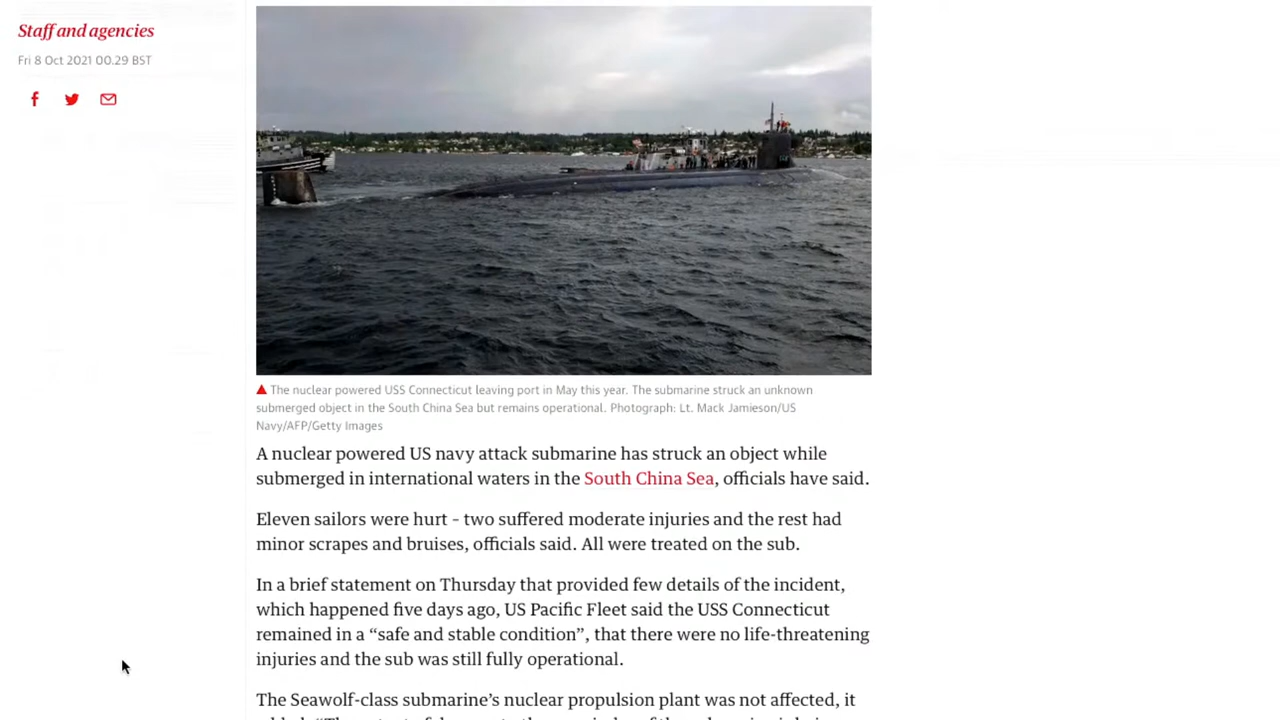 Staff and agencies
Fri 8 Oct 2021 00.29 BST
The nuclear powered USS Connecticut leaving port in May this year. The submarine struck an unknown
submerged object in the South China Sea but remains operational. Photograph: Lt. Mack Jamieson/US
Navy/AFP/Getty Images
A nuclear powered US navy attack submarine has struck an object while
submerged in international waters in the South China Sea, officials have said.
Eleven sailors were hurt – two suffered moderate injuries and the rest had
minor scrapes and bruises, officials said. All were treated on the sub.
In a brief statement on Thursday that provided few details of the incident,
which happened five days ago, US Pacific Fleet said the USS Connecticut
remained in a “safe and stable condition”, that there were no life-threatening
injuries and the sub was still fully operational.
The Seawolf-class submarine’s nuclear propulsion plant was not affected, it